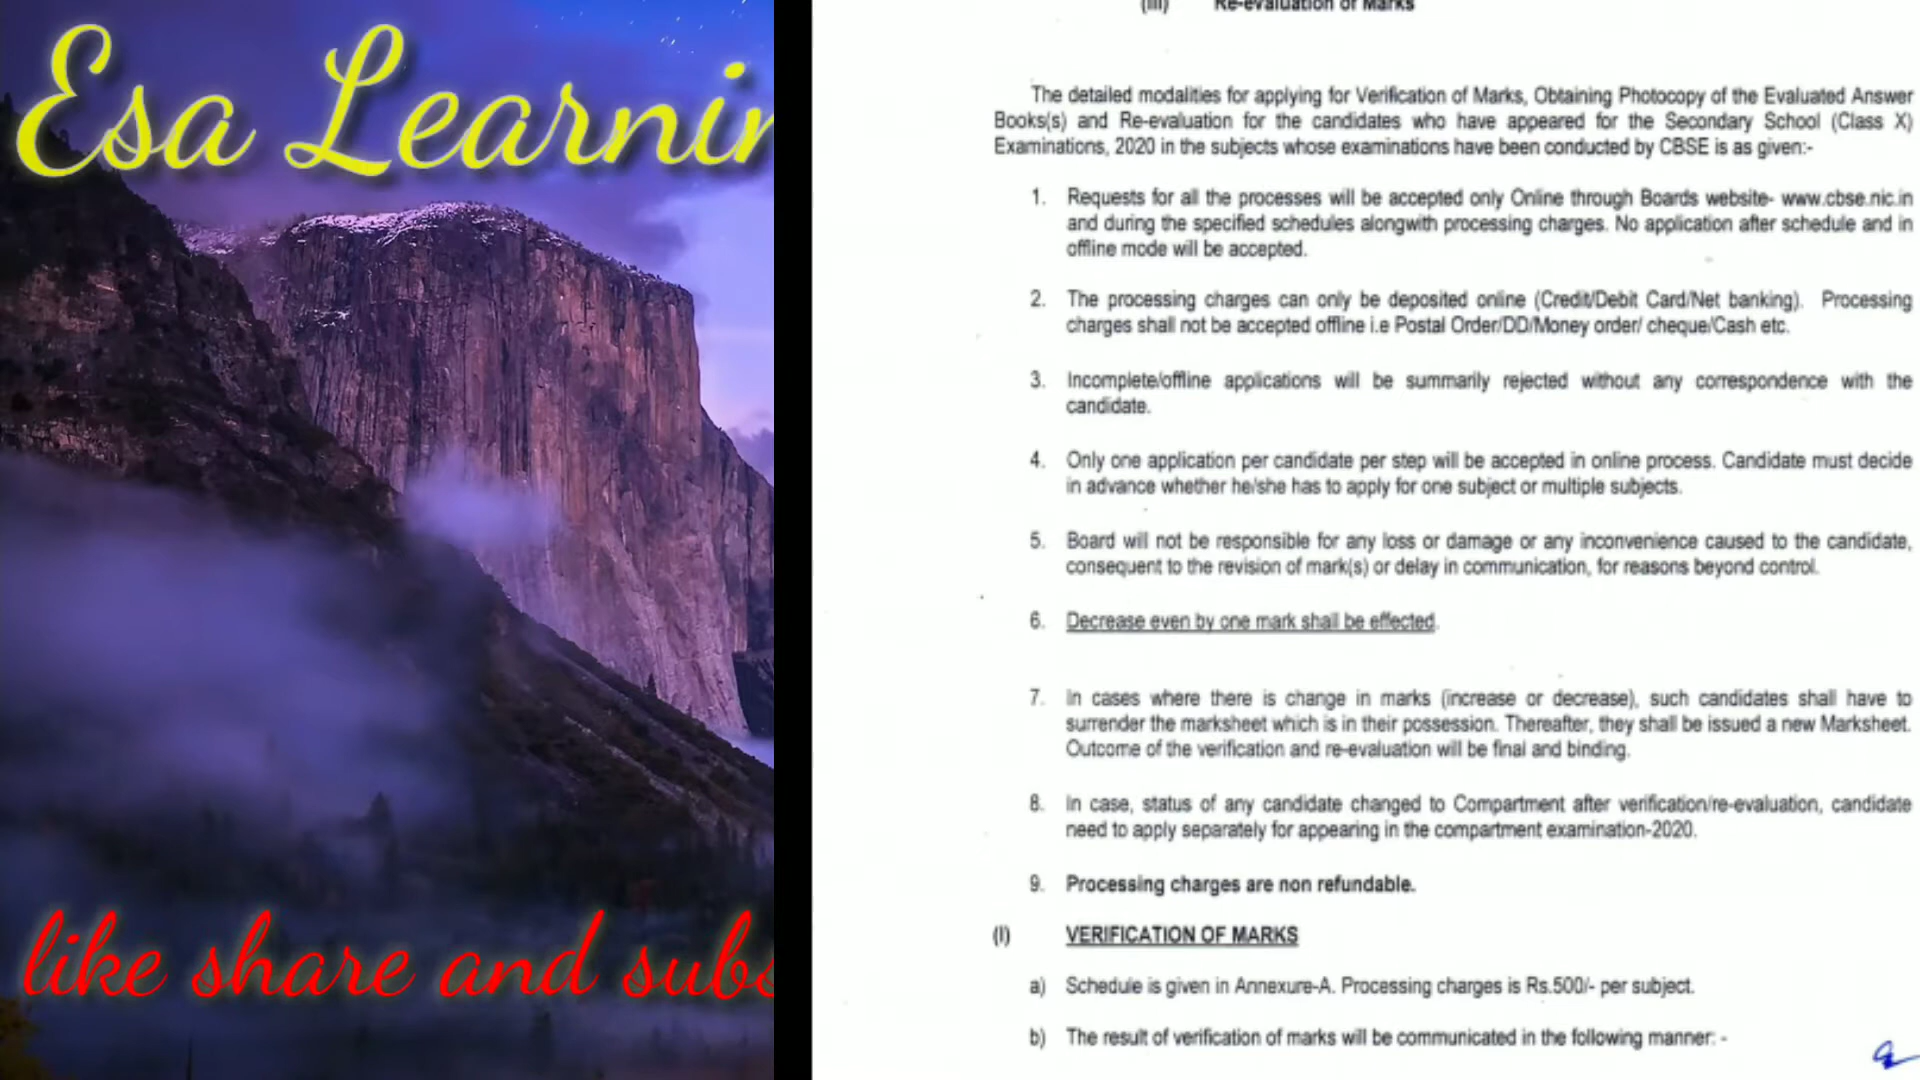 Esa Learnin
like share and subs
(iii) Re-evaluation of Marks
The detailed modalities for applying for Verification of Marks, Obtaining Photocopy of the Evaluated Answer
Books(s) and Re-evaluation for the candidates who have appeared for the Secondary School (Class X)
Examinations, 2020 in the subjects whose examinations have been conducted by CBSE is as given:-
1. Requests for all the processes will be accepted only Online through Boards website- www.cbse.nic.in
and during the specified schedules alongwith processing charges. No application after schedule and in
offline mode will be accepted.
2. The processing charges can only be deposited online (Credit/Debit Card/Net banking). Processing
charges shall not be accepted offline i.e Postal Order/DD/Money order/ cheque/Cash etc.
3. Incomplete/offline applications will be summarily rejected without any correspondence with the
candidate.
4. Only one application per candidate per step will be accepted in online process. Candidate must decide
in advance whether he/she has to apply for one subject or multiple subjects.
5. Board will not be responsible for any loss or damage or any inconvenience caused to the candidate,
consequent to the revision of mark(s) or delay in communication, for reasons beyond control.
6. Decrease even by one mark shall be effected.
7. In cases where there is change in marks (increase or decrease), such candidates shall have to
surrender the marksheet which is in their possession. Thereafter, they shall be issued a new Marksheet.
Outcome of the verification and re-evaluation will be final and binding.
8. In case, status of any candidate changed to Compartment after verification/re-evaluation, candidate
need to apply separately for appearing in the compartment examination-2020.
9. Processing charges are non refundable.
(I) VERIFICATION OF MARKS
a) Schedule is given in Annexure-A. Processing charges is Rs.500/- per subject.
b) The result of verification of marks will be communicated in the following manner: -